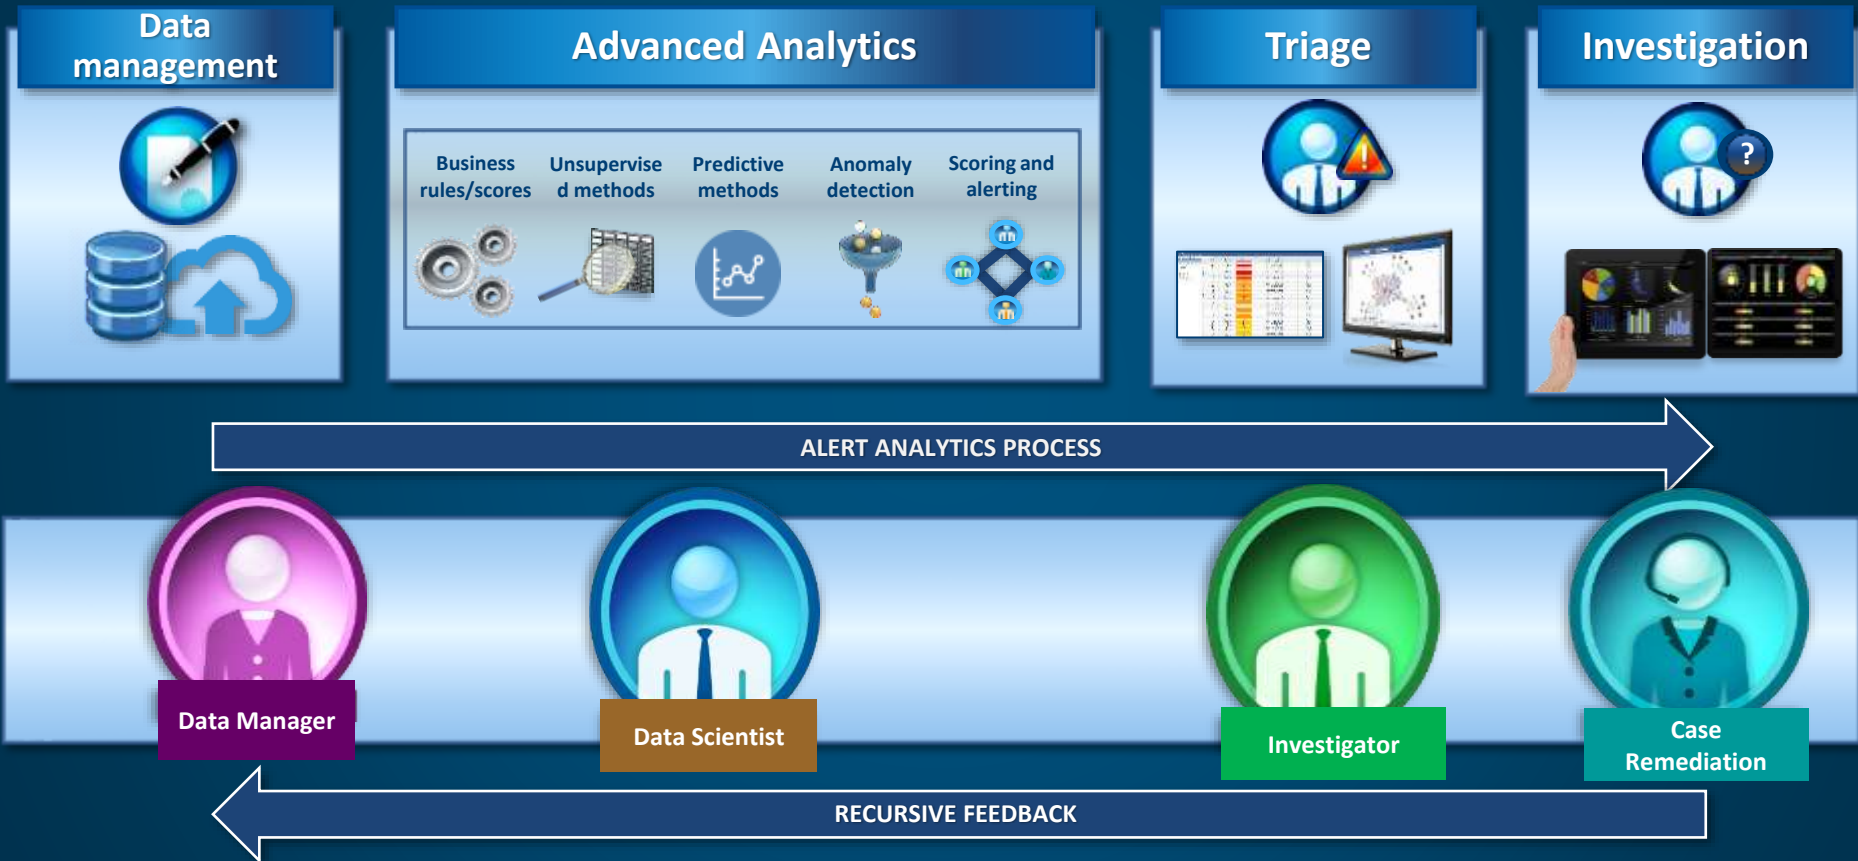 Data
management
Advanced Analytics
Triage
Investigation
Business
rules/scores
Unsupervise
d methods
Predictive
methods
Anomaly
detection
Scoring and
alerting
!
?
ALERT ANALYTICS PROCESS
Data Manager
Data Scientist
Investigator
Case
Remediation
RECURSIVE FEEDBACK